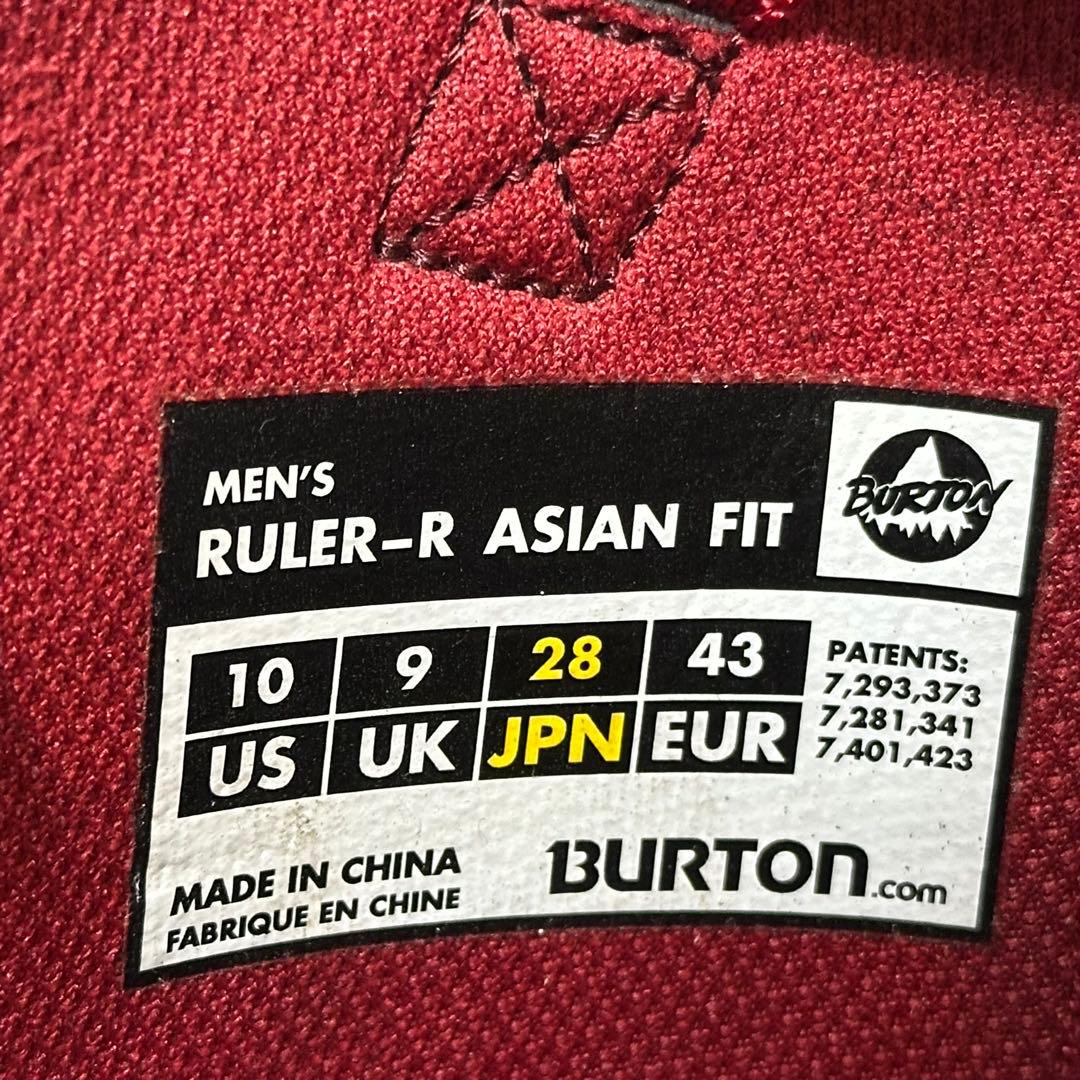 MEN'S
RULER-R ASIAN FIT
BURTON
10 9 28 43
US UK JPN EUR
PATENTS:
7,293,373
7,281,341
7,401,423
MADE IN CHINA
FABRIQUE EN CHINE
BURTON.com